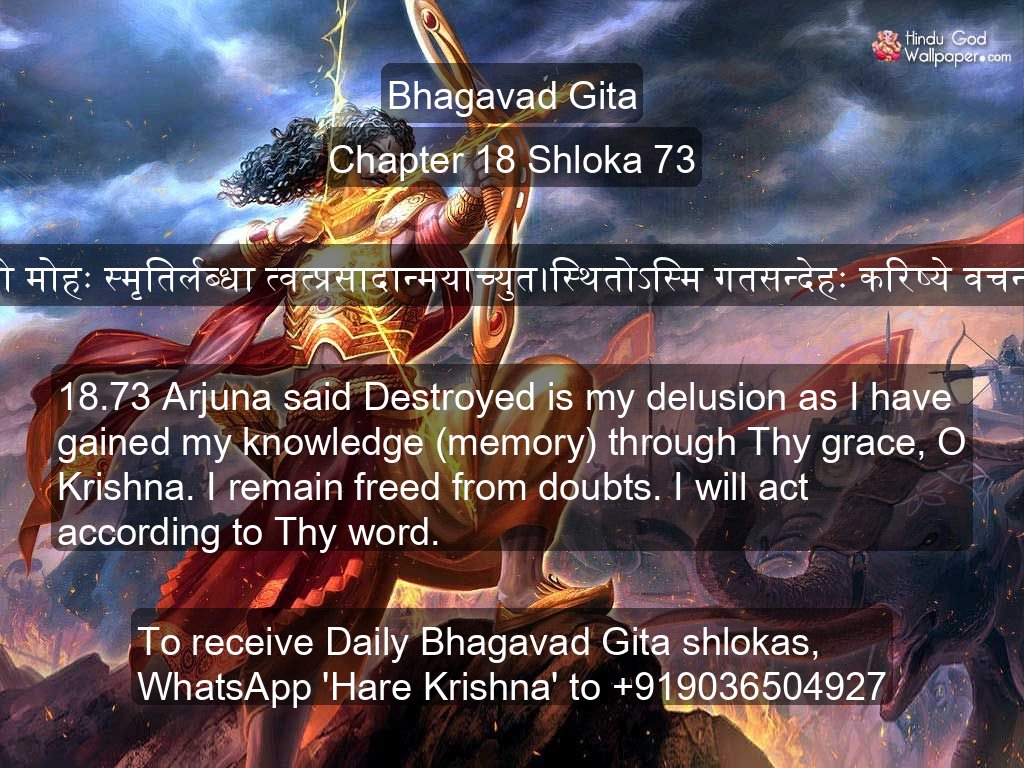 Hindu God
Wallpaper.com
Bhagavad Gita
Chapter 18 Shloka 73
मोहः स्मृतिर्लब्धा त्वत्प्रसादान्मयाच्युत।स्थितोऽस्मि गतसन्देहः करिष्ये
18.73 Arjuna said Destroyed is my delusion as I have
gained my knowledge (memory) through Thy grace, O
Krishna. I remain freed from doubts. I will act
according to Thy word.
To receive Daily Bhagavad Gita shlokas,
WhatsApp 'Hare Krishna' to +919036504927